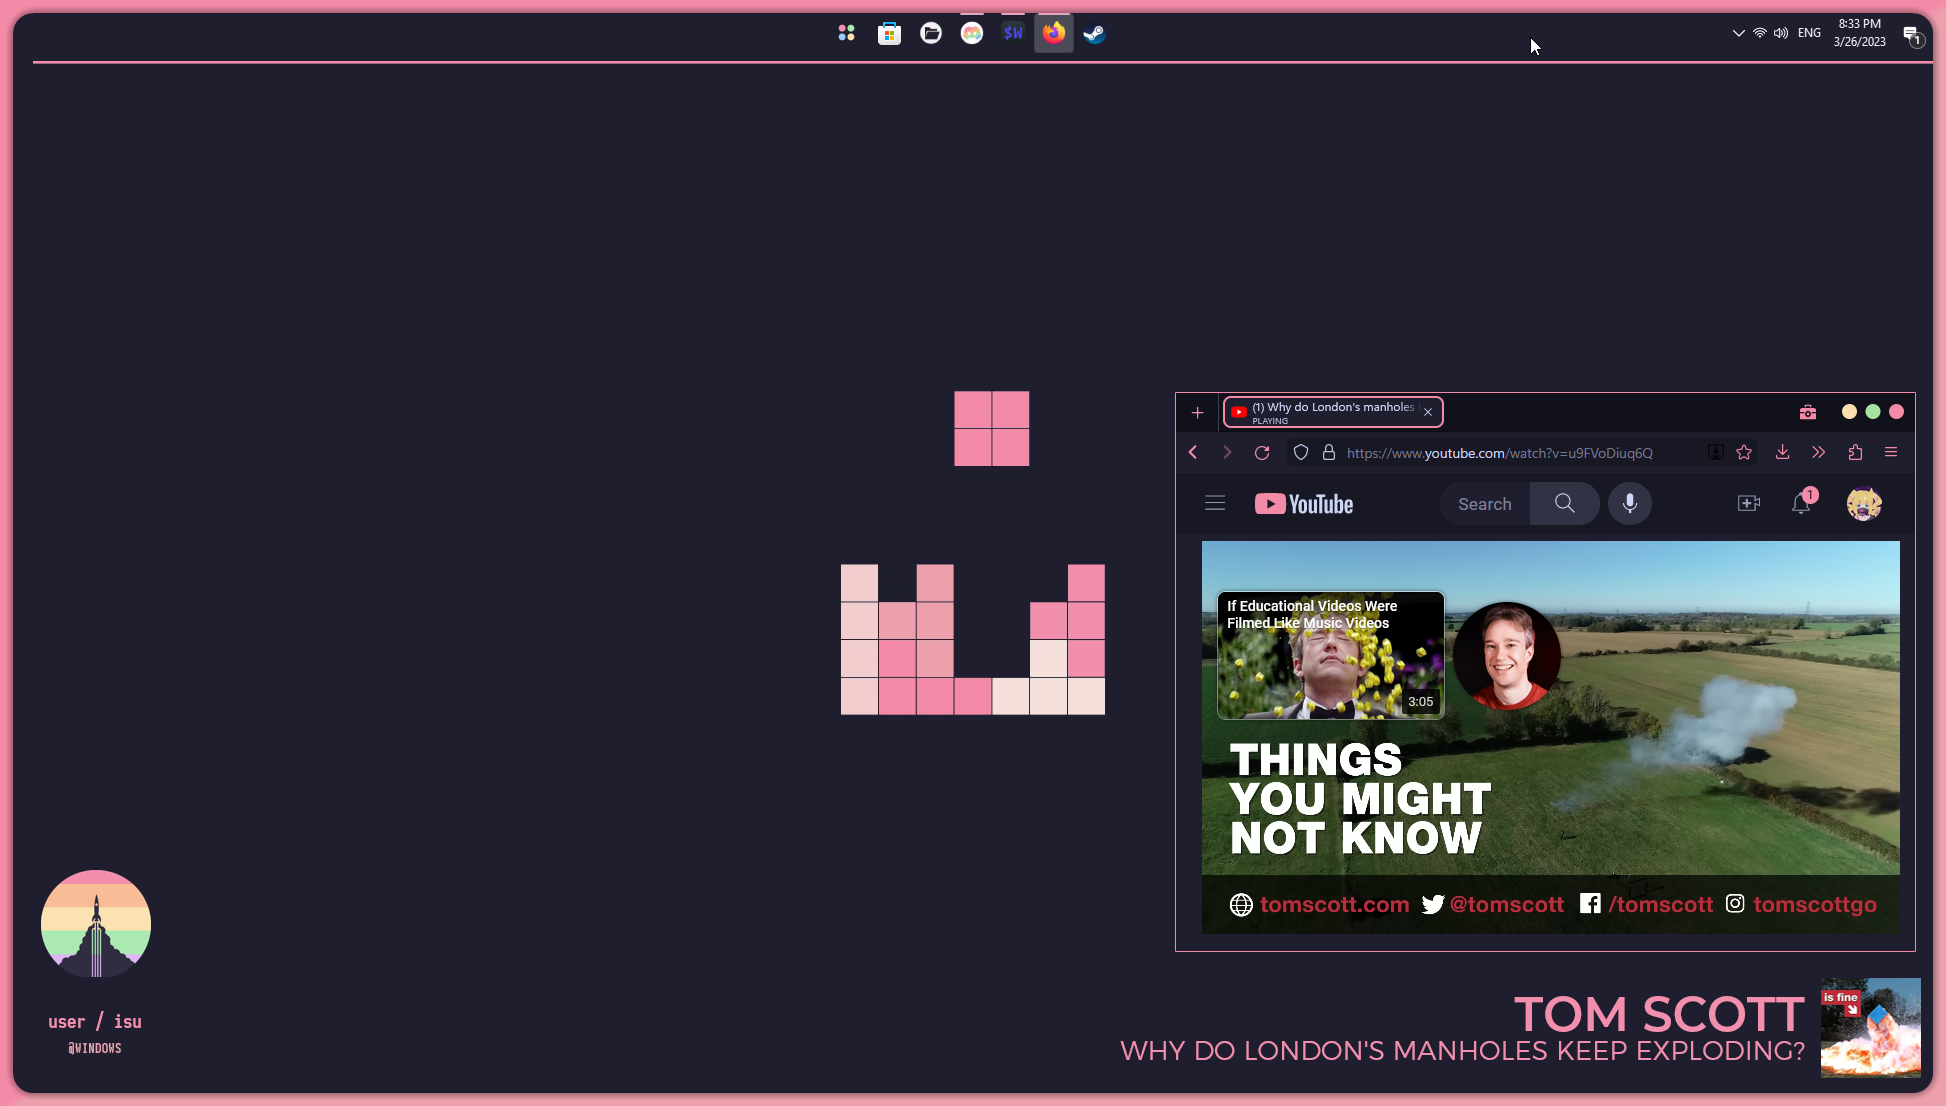 $W
ENG
8:33 PM
3/26/2023
1
(1) Why do London's manholes
PLAYING
https://www.youtube.com/watch?v=u9FVoDiuq6Q
YouTube
Search
1
If Educational Videos Were
Filmed Like Music Videos
3:05
THINGS
YOU MIGHT
NOT KNOW
tomscott.com @tomscott /tomscott tomscottgo
user / isu
@WINDOWS
TOM SCOTT
WHY DO LONDON'S MANHOLES KEEP EXPLODING?
is fine